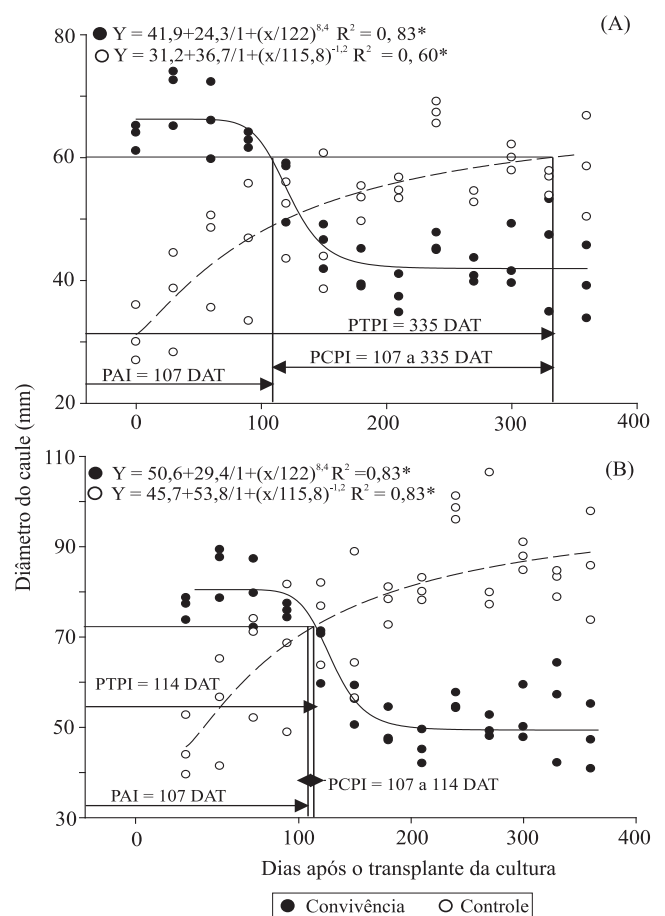 (A)
● Y = 41,9+24,3/1+(x/122)^8,4 R² = 0, 83*
○ Y = 31,2+36,7/1+(x/115,8)^-1,2 R² = 0, 60*
80
60
40
20
PTPI = 335 DAT
PCPI = 107 a 335 DAT
PAI = 107 DAT
0 100 200 300 400
Diâmetro do caule (mm)
(B)
● Y = 50,6+29,4/1+(x/122)^8,4 R² =0,83*
○ Y = 45,7+53,8/1+(x/115,8)^-1,2 R² = 0,83*
110
90
70
50
30
PTPI = 114 DAT
PCPI = 107 a 114 DAT
PAI = 107 DAT
0 100 200 300 400
Dias após o transplante da cultura
● Convivência ○ Controle